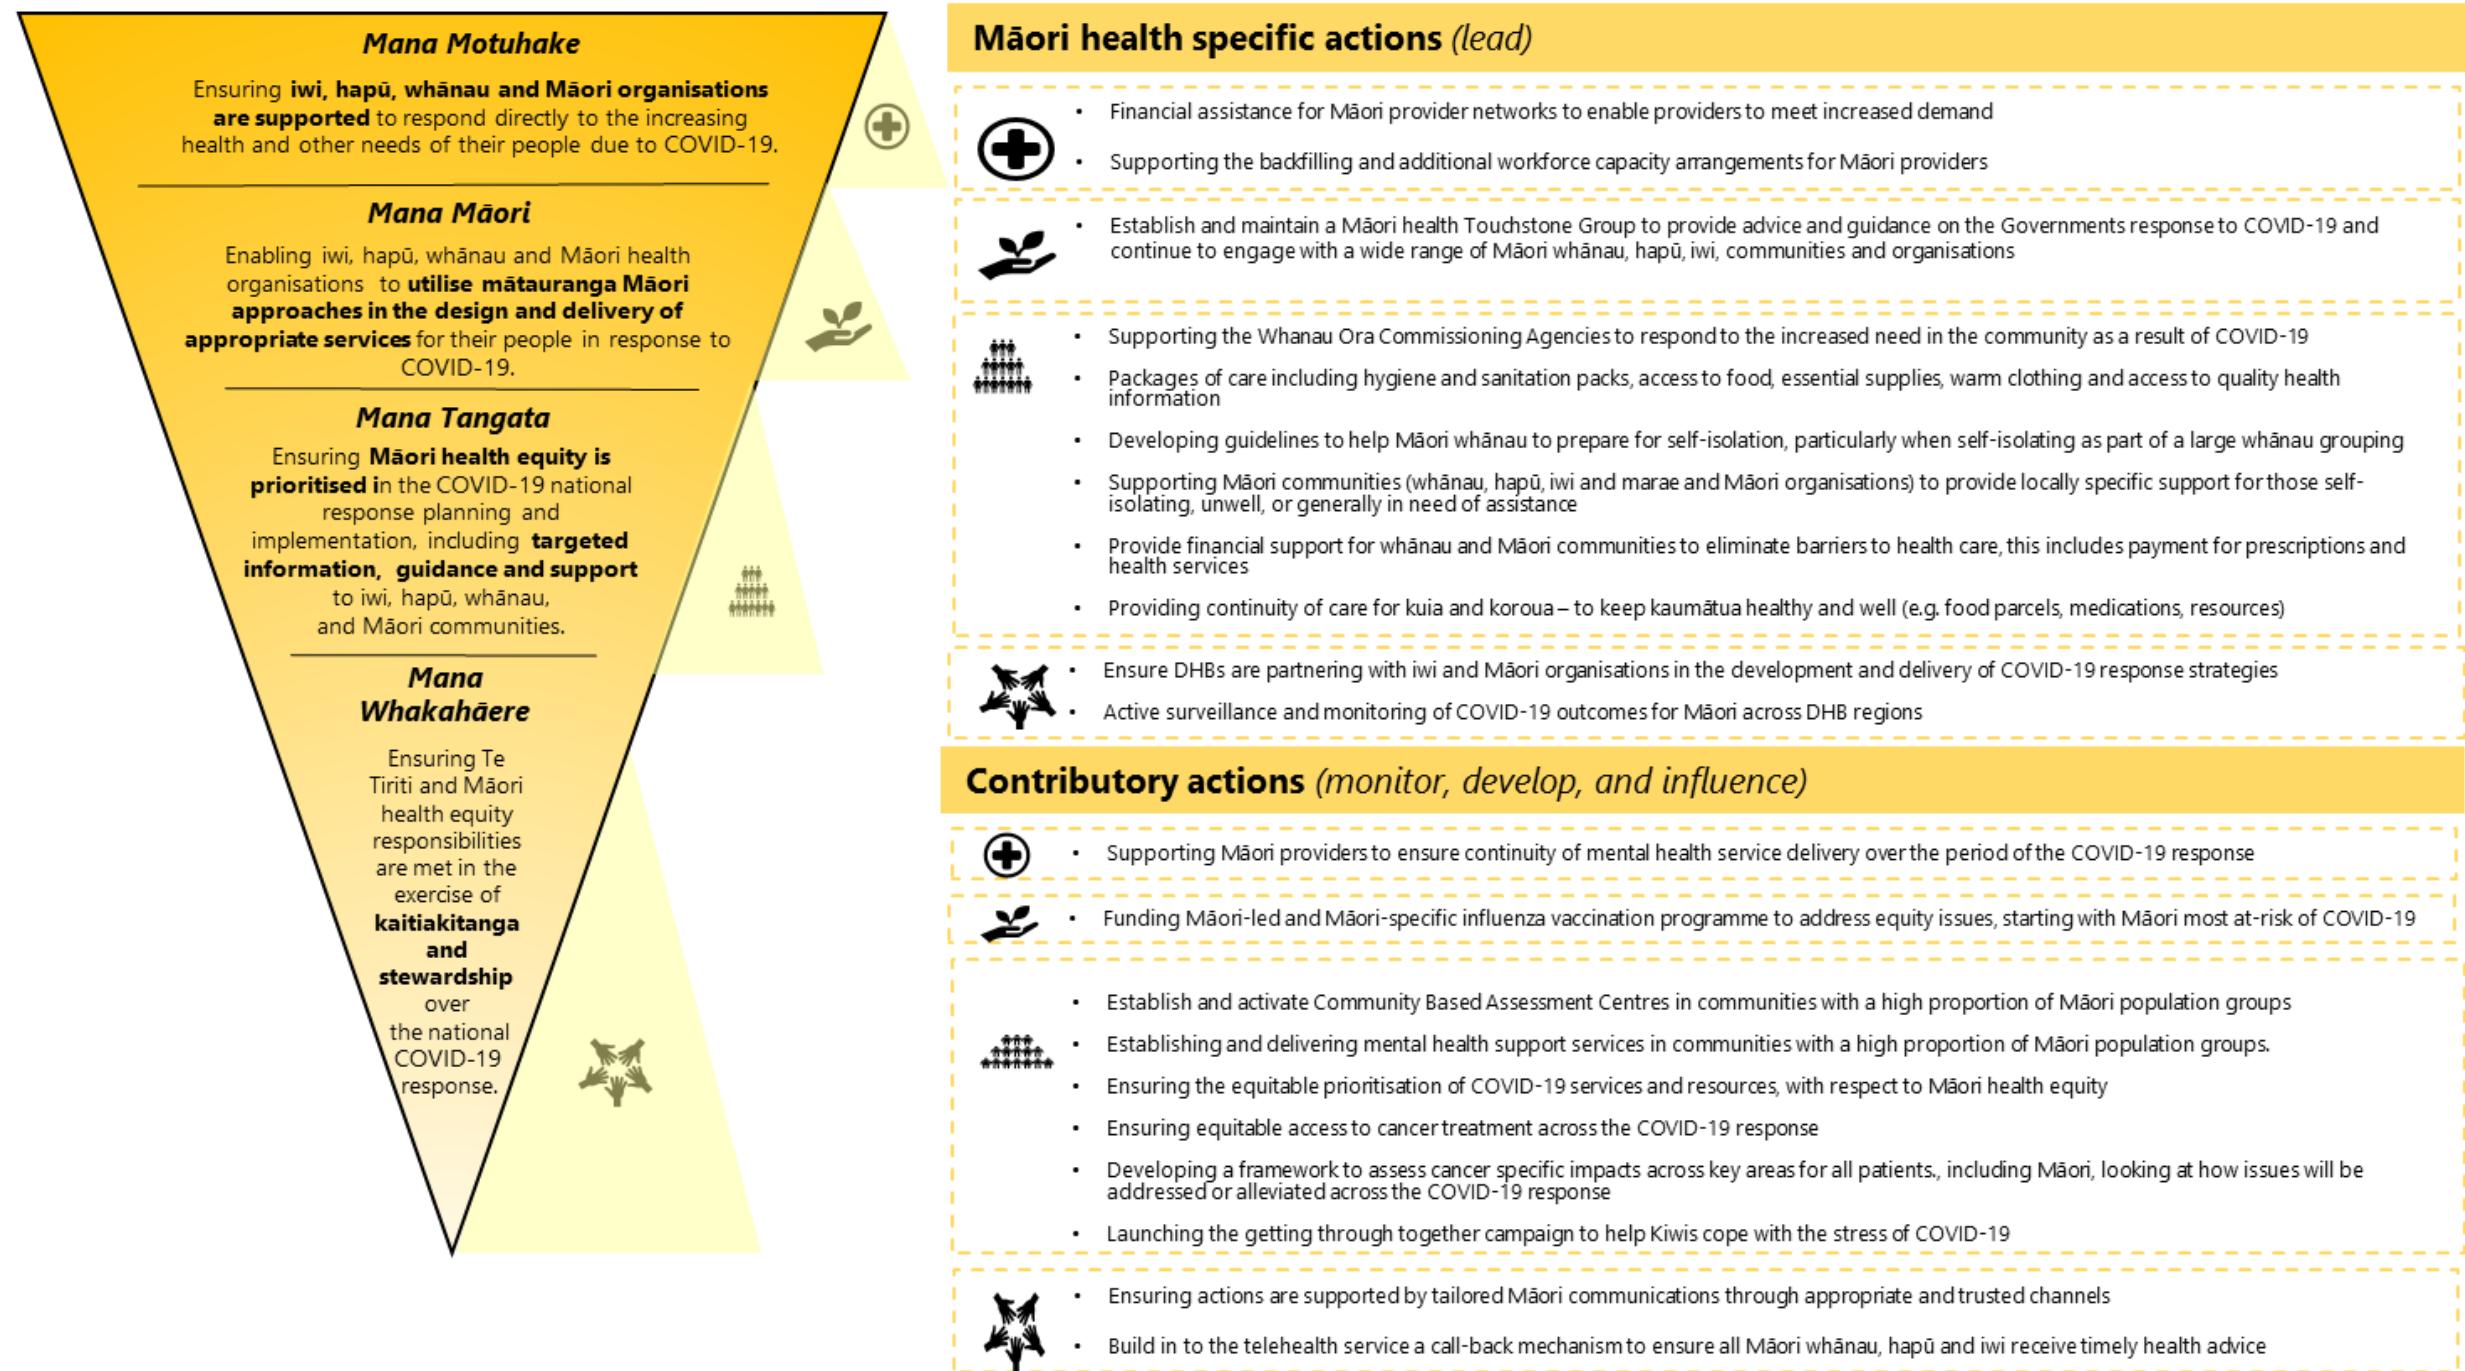 Mana Motuhake
Ensuring iwi, hapū, whānau and Māori organisations
are supported to respond directly to the increasing
health and other needs of their people due to COVID-19.
Mana Māori
Enabling iwi, hapū, whānau and Māori health
organisations to utilise mātauranga Māori
approaches in the design and delivery of
appropriate services for their people in response to
COVID-19.
Mana Tangata
Ensuring Māori health equity is
prioritised in the COVID-19 national
response planning and
implementation, including targeted
information, guidance and support
to iwi, hapū, whānau,
and Māori communities.
Mana
Whakahāere
Ensuring Te
Tiriti and Māori
health equity
responsibilities
are met in the
exercise of
kaitiakitanga
and
stewardship
over
the national
COVID-19
response.
Māori health specific actions (lead)
• Financial assistance for Māori provider networks to enable providers to meet increased demand
• Supporting the backfilling and additional workforce capacity arrangements for Māori providers
• Establish and maintain a Māori health Touchstone Group to provide advice and guidance on the Governments response to COVID-19 and
continue to engage with a wide range of Māori whānau, hapū, iwi, communities and organisations
• Supporting the Whanau Ora Commissioning Agencies to respond to the increased need in the community as a result of COVID-19
• Packages of care including hygiene and sanitation packs, access to food, essential supplies, warm clothing and access to quality health
information
• Developing guidelines to help Māori whānau to prepare for self-isolation, particularly when self-isolating as part of a large whānau grouping
• Supporting Māori communities (whānau, hapū, iwi and marae and Māori organisations) to provide locally specific support for those self-
isolating, unwell, or generally in need of assistance
• Provide financial support for whānau and Māori communities to eliminate barriers to health care, this includes payment for prescriptions and
health services
• Providing continuity of care for kuia and koroua – to keep kaumātua healthy and well (e.g. food parcels, medications, resources)
• Ensure DHBs are partnering with iwi and Māori organisations in the development and delivery of COVID-19 response strategies
• Active surveillance and monitoring of COVID-19 outcomes for Māori across DHB regions
Contributory actions (monitor, develop, and influence)
• Supporting Māori providers to ensure continuity of mental health service delivery over the period of the COVID-19 response
• Funding Māori-led and Māori-specific influenza vaccination programme to address equity issues, starting with Māori most at-risk of COVID-19
• Establish and activate Community Based Assessment Centres in communities with a high proportion of Māori population groups
• Establishing and delivering mental health support services in communities with a high proportion of Māori population groups.
• Ensuring the equitable prioritisation of COVID-19 services and resources, with respect to Māori health equity
• Ensuring equitable access to cancer treatment across the COVID-19 response
• Developing a framework to assess cancer specific impacts across key areas for all patients., including Māori, looking at how issues will be
addressed or alleviated across the COVID-19 response
• Launching the getting through together campaign to help Kiwis cope with the stress of COVID-19
• Ensuring actions are supported by tailored Māori communications through appropriate and trusted channels
• Build in to the telehealth service a call-back mechanism to ensure all Māori whānau, hapū and iwi receive timely health advice